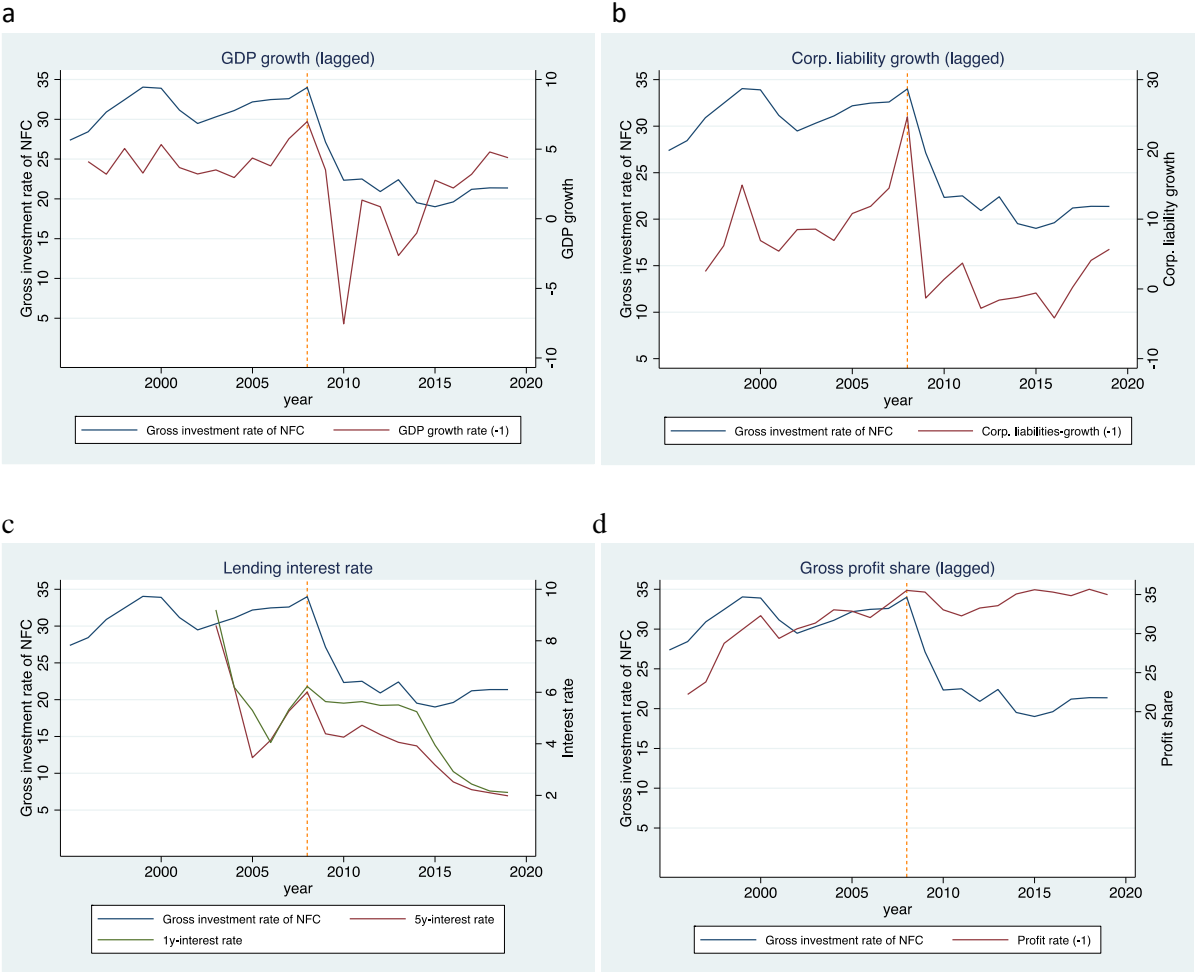 a
GDP growth (lagged)
Gross investment rate of NFC
35
30
25
20
15
10
5
10
5
0
-5
-10
GDP growth
2000 2005 2010 2015 2020
year
Gross investment rate of NFC GDP growth rate (-1)
b
Corp. liability growth (lagged)
Gross investment rate of NFC
35
30
25
20
15
10
5
30
20
10
0
-10
Corp. liability growth
2000 2005 2010 2015 2020
year
Gross investment rate of NFC Corp. liabilities-growth (-1)
c
Lending interest rate
Gross investment rate of NFC
35
30
25
20
15
10
5
10
8
6
4
2
Interest rate
2000 2005 2010 2015 2020
year
Gross investment rate of NFC 5y-interest rate
1y-interest rate
d
Gross profit share (lagged)
Gross investment rate of NFC
35
30
25
20
15
10
5
35
30
25
20
Profit share
2000 2005 2010 2015 2020
year
Gross investment rate of NFC Profit rate (-1)